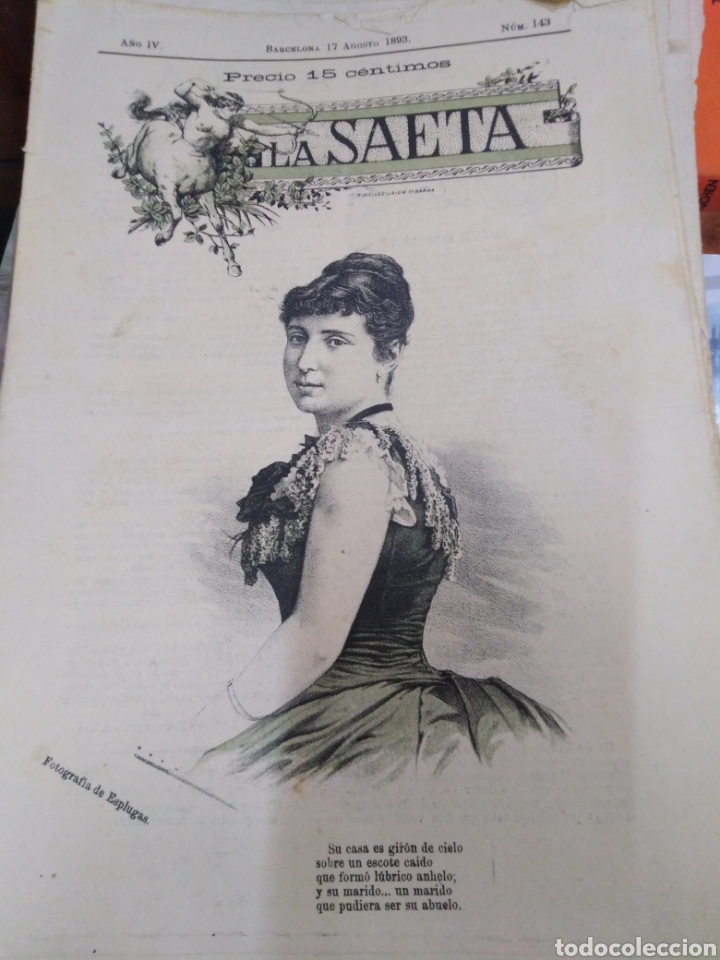 Año IV
Barcelona 17 Agosto 1893.
Núm. 143
Precio 15 céntimos
LA SAETA
Fotografía de Esplugas.
Su casa es girón de cielo
sobre un escote caido
que formó lúbrico anhelo;
y su marido... un marido
que pudiera ser su abuelo.
todocoleccion